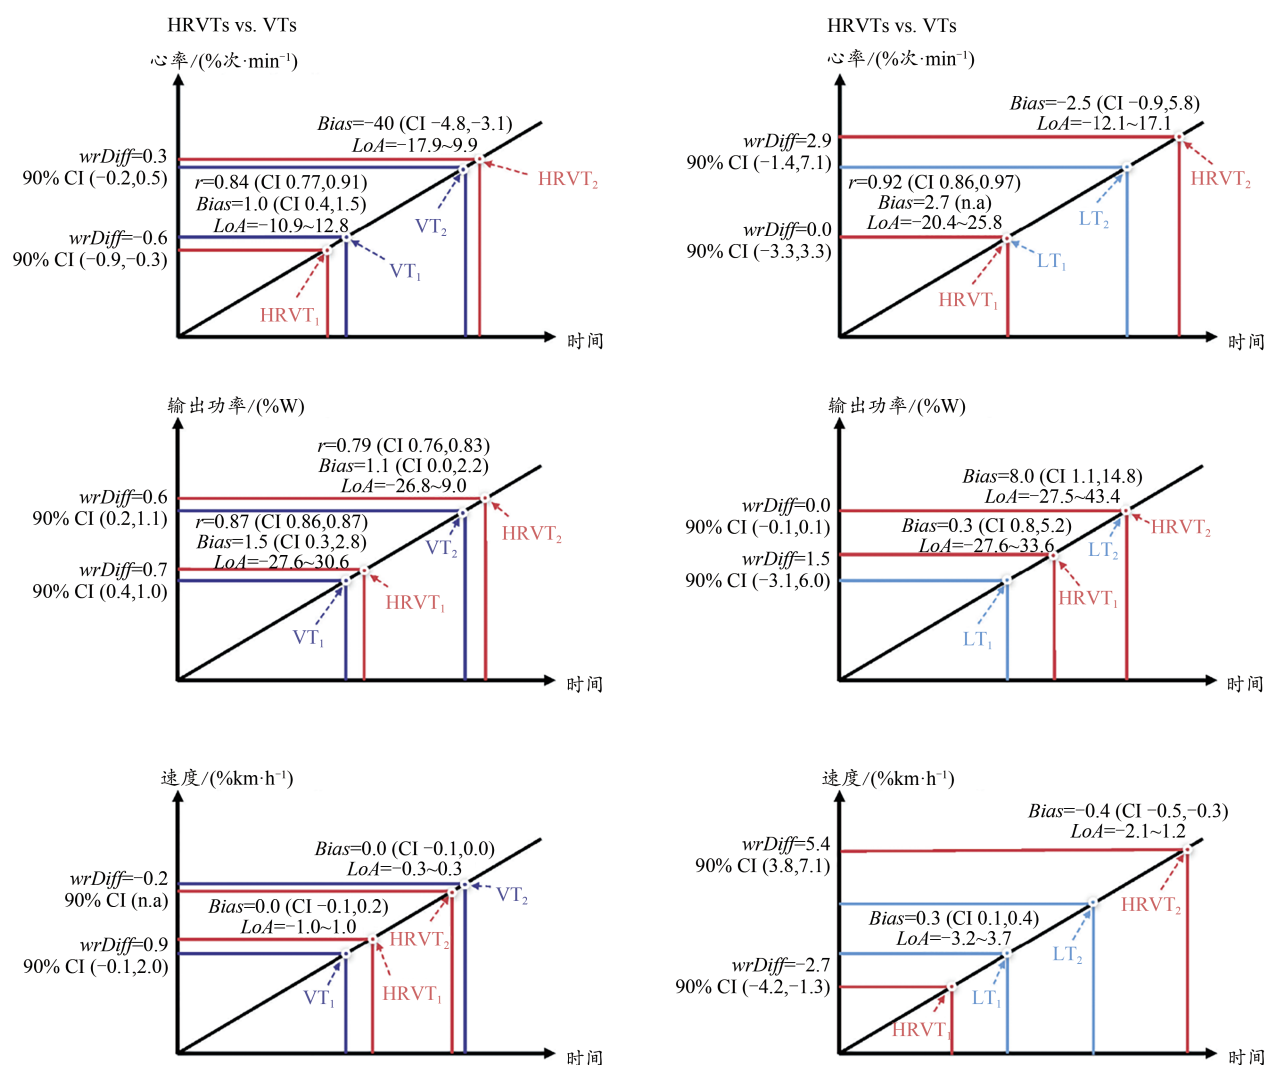 HRVTs vs. VTs
心率/(%次·min⁻¹)
Bias=−40 (CI −4.8,−3.1)
LoA=−17.9~9.9
wrDiff=0.3
90% CI (−0.2,0.5)
HRVT₂
r=0.84 (CI 0.77,0.91)
Bias=1.0 (CI 0.4,1.5)
LoA=−10.9~12.8
VT₂
wrDiff=−0.6
90% CI (−0.9,−0.3)
VT₁
HRVT₁
时间
HRVTs vs. VTs
心率/(%次·min⁻¹)
Bias=−2.5 (CI −0.9,5.8)
LoA=−12.1~17.1
wrDiff=2.9
90% CI (−1.4,7.1)
HRVT₂
r=0.92 (CI 0.86,0.97)
Bias=2.7 (n.a)
LoA=−20.4~25.8
LT₂
wrDiff=0.0
90% CI (−3.3,3.3)
LT₁
HRVT₁
时间
输出功率/(%W)
r=0.79 (CI 0.76,0.83)
Bias=1.1 (CI 0.0,2.2)
LoA=−26.8~9.0
wrDiff=0.6
90% CI (0.2,1.1)
HRVT₂
r=0.87 (CI 0.86,0.87)
Bias=1.5 (CI 0.3,2.8)
LoA=−27.6~30.6
VT₂
wrDiff=0.7
90% CI (0.4,1.0)
HRVT₁
VT₁
时间
输出功率/(%W)
Bias=8.0 (CI 1.1,14.8)
LoA=−27.5~43.4
wrDiff=0.0
90% CI (−0.1,0.1)
HRVT₂
Bias=0.3 (CI 0.8,5.2)
LoA=−27.6~33.6
LT₂
wrDiff=1.5
90% CI (−3.1,6.0)
HRVT₁
LT₁
时间
速度/(%km·h⁻¹)
Bias=0.0 (CI −0.1,0.0)
LoA=−0.3~0.3
wrDiff=−0.2
90% CI (n.a)
VT₂
Bias=0.0 (CI −0.1,0.2)
LoA=−1.0~1.0
HRVT₂
wrDiff=0.9
90% CI (−0.1,2.0)
HRVT₁
VT₁
时间
速度/(%km·h⁻¹)
Bias=−0.4 (CI −0.5,−0.3)
LoA=−2.1~1.2
wrDiff=5.4
90% CI (3.8,7.1)
HRVT₂
Bias=0.3 (CI 0.1,0.4)
LoA=−3.2~3.7
LT₂
wrDiff=−2.7
90% CI (−4.2,−1.3)
LT₁
HRVT₁
时间